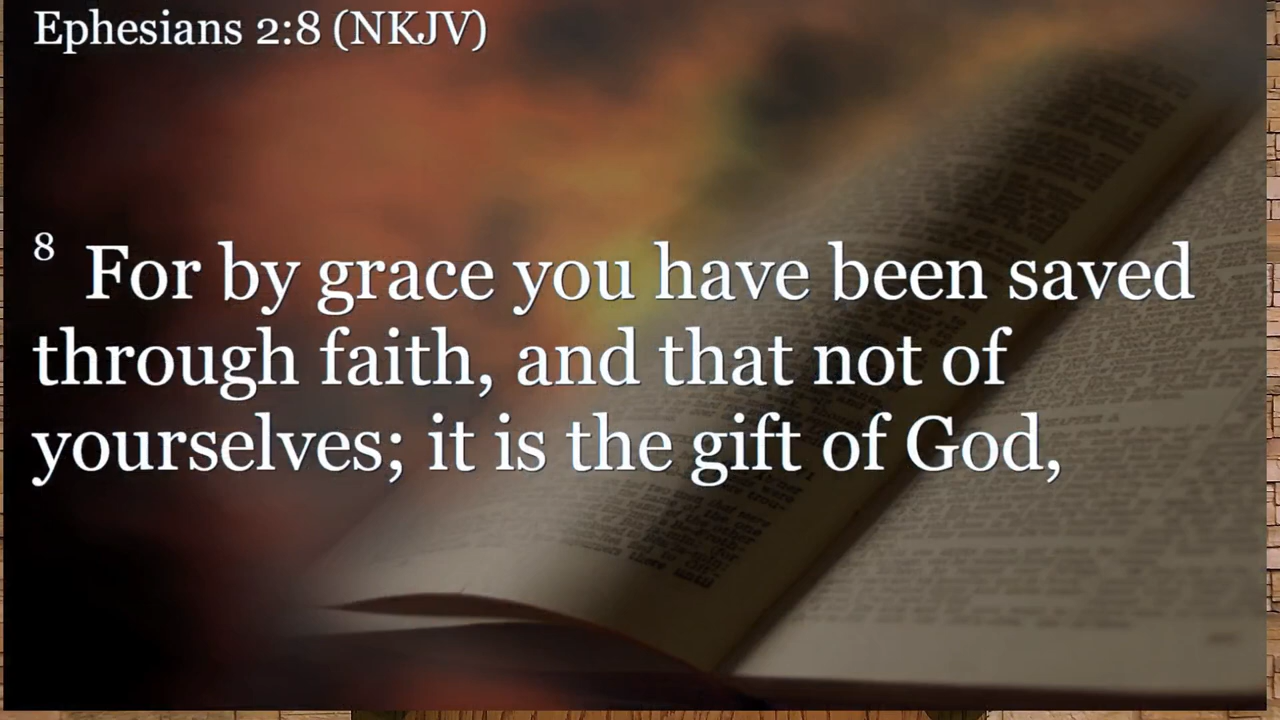 Ephesians 2:8 (NKJV)
8 For by grace you have been saved
through faith, and that not of
yourselves; it is the gift of God,